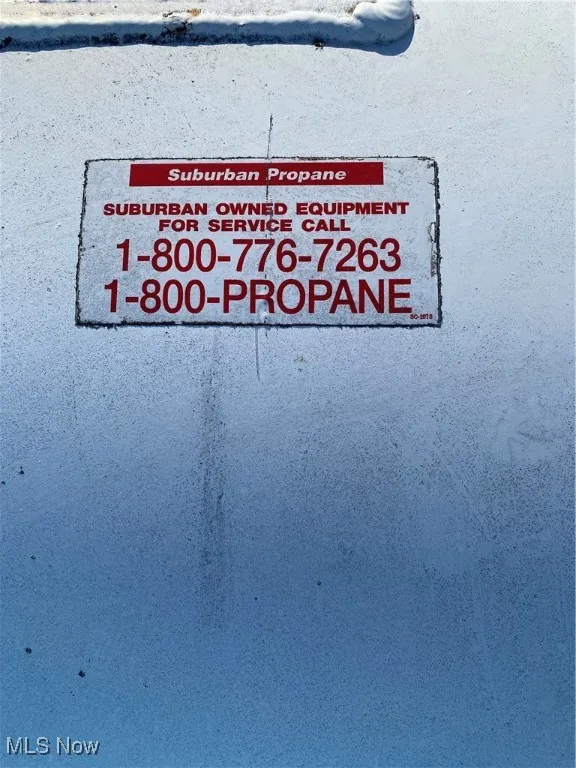 Suburban Propane
SUBURBAN OWNED EQUIPMENT
FOR SERVICE CALL
1-800-776-7263
1-800-PROPANE
MLS Now